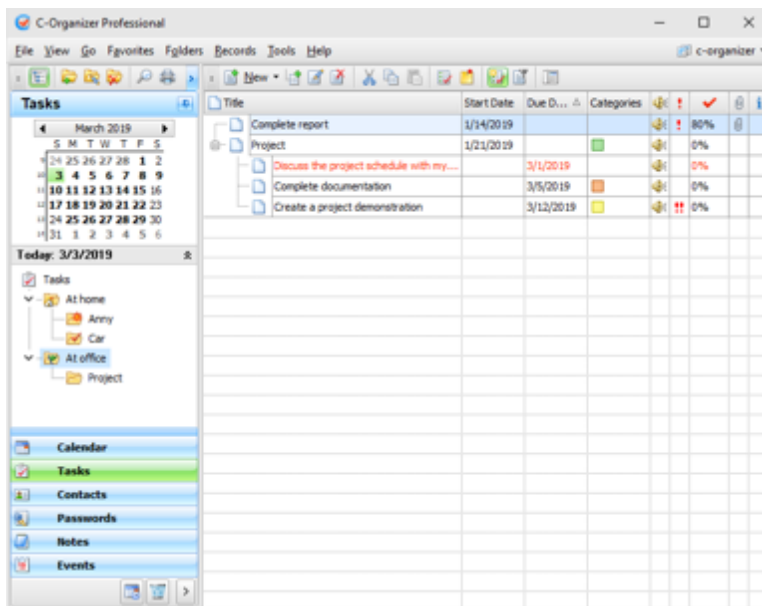 C-Organizer Professional
File View Go Favorites Folders Records Tools Help
c-organizer
New
Tasks
March 2019
S M T W T F S
24 25 26 27 28 1 2
3 4 5 6 7 8 9
10 11 12 13 14 15 16
17 18 19 20 21 22 23
24 25 26 27 28 29 30
31 1 2 3 4 5 6
Today: 3/3/2019
Tasks
At home
Anny
Car
At office
Project
Calendar
Tasks
Contacts
Passwords
Notes
Events
Title Start Date Due D... Categories
Complete report 1/14/2019 80%
Project 1/21/2019 0%
Discuss the project schedule with my... 3/1/2019 0%
Complete documentation 3/5/2019 0%
Create a project demonstration 3/12/2019 0%